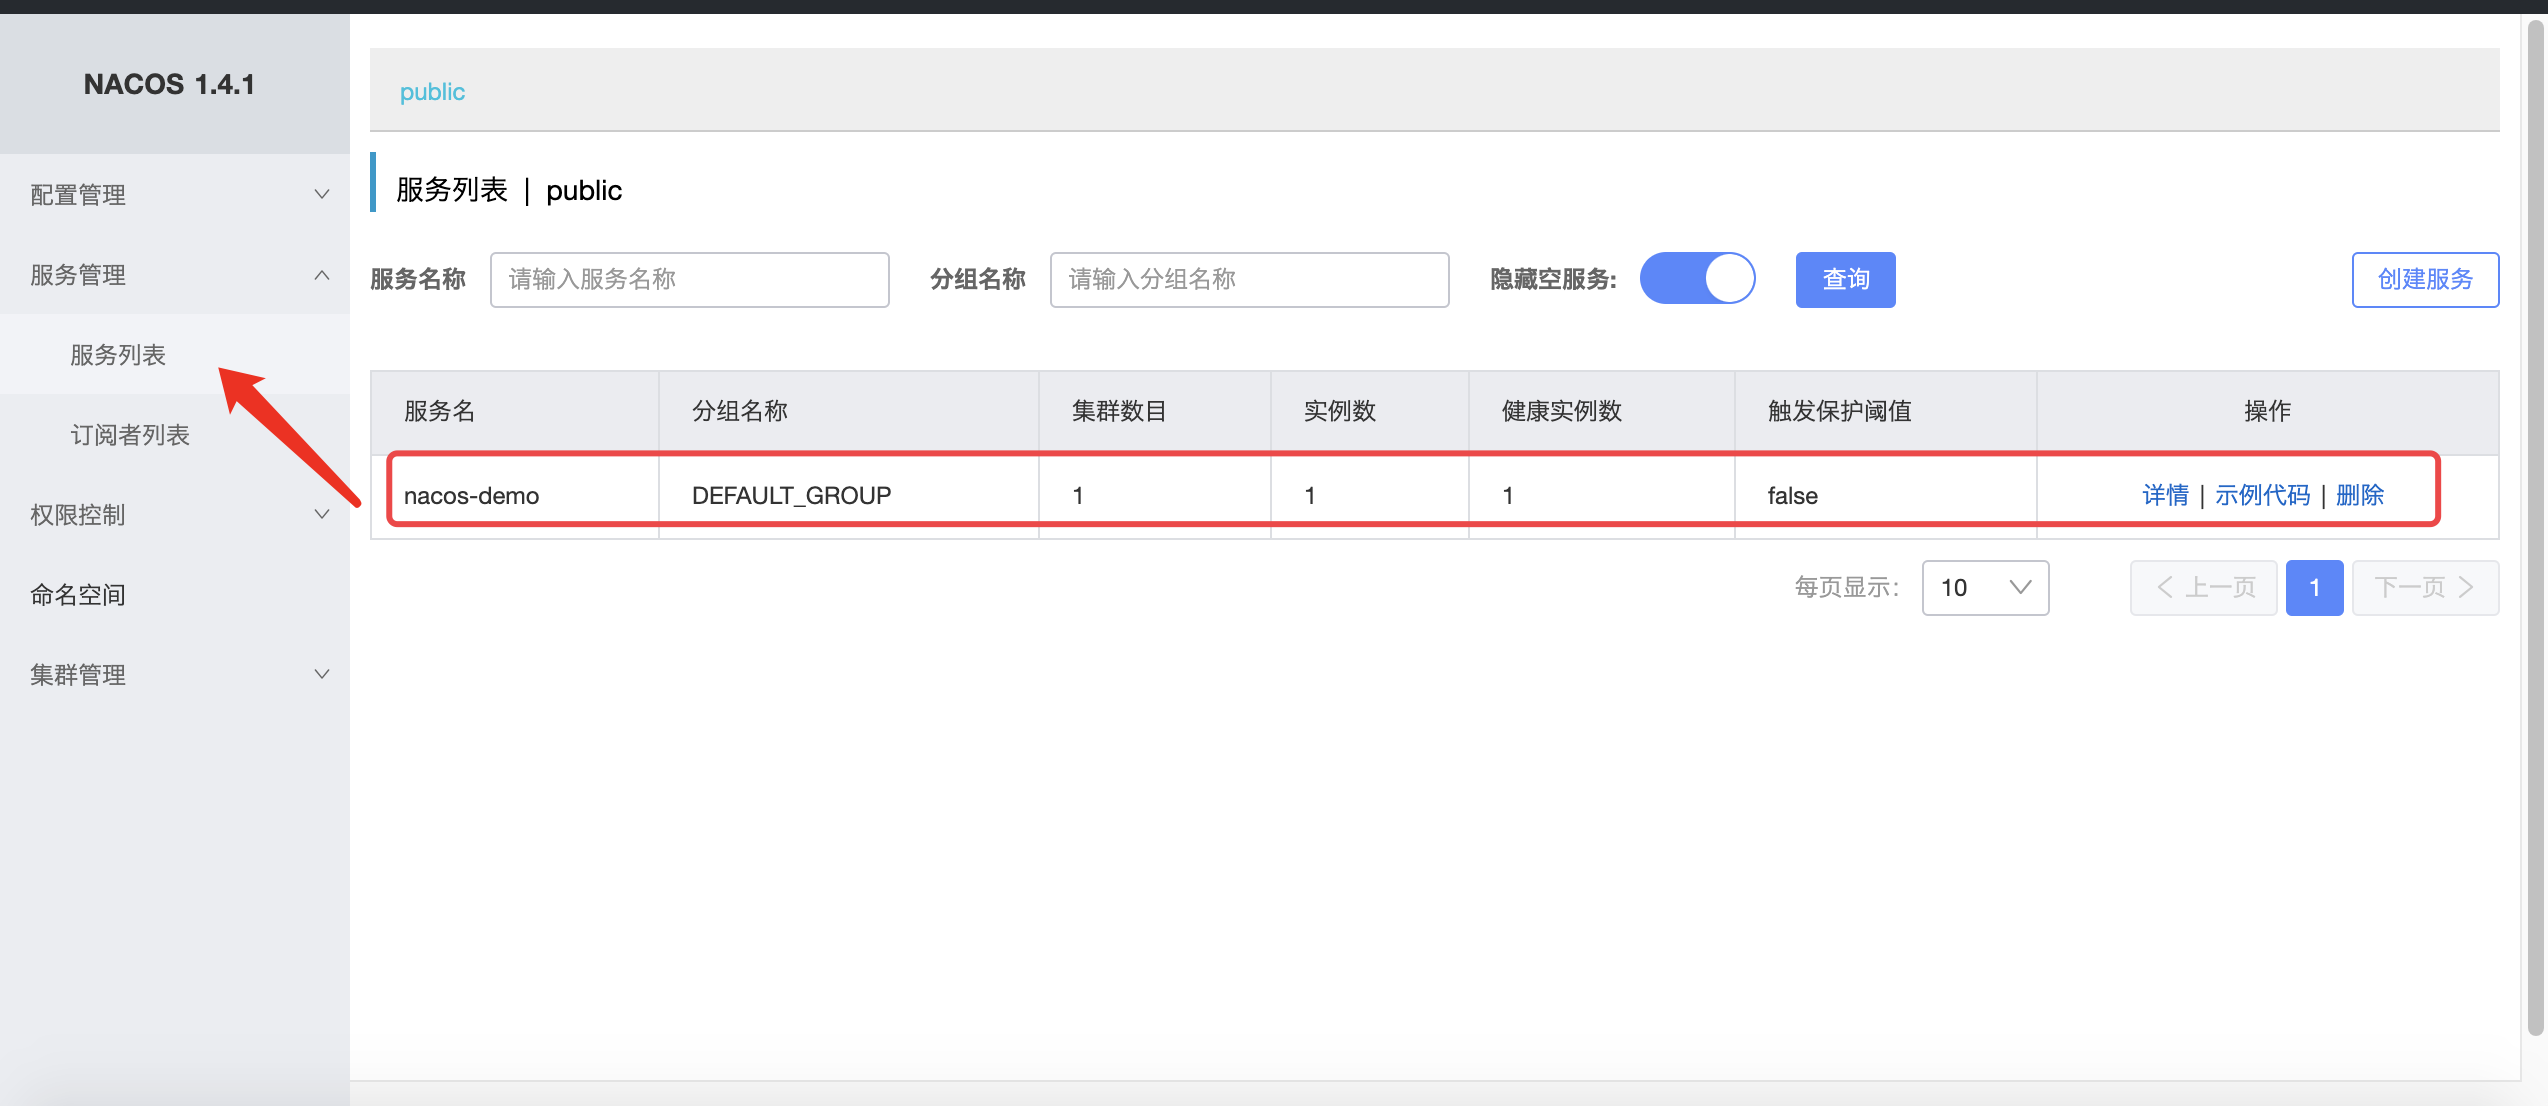 NACOS 1.4.1
配置管理
服务管理
服务列表
订阅者列表
权限控制
命名空间
集群管理
public
服务列表 | public
服务名称 请输入服务名称 分组名称 请输入分组名称 隐藏空服务: 查询 创建服务
服务名 分组名称 集群数目 实例数 健康实例数 触发保护阈值 操作
nacos-demo DEFAULT_GROUP 1 1 1 false 详情 | 示例代码 | 删除
每页显示: 10 上一页 1 下一页